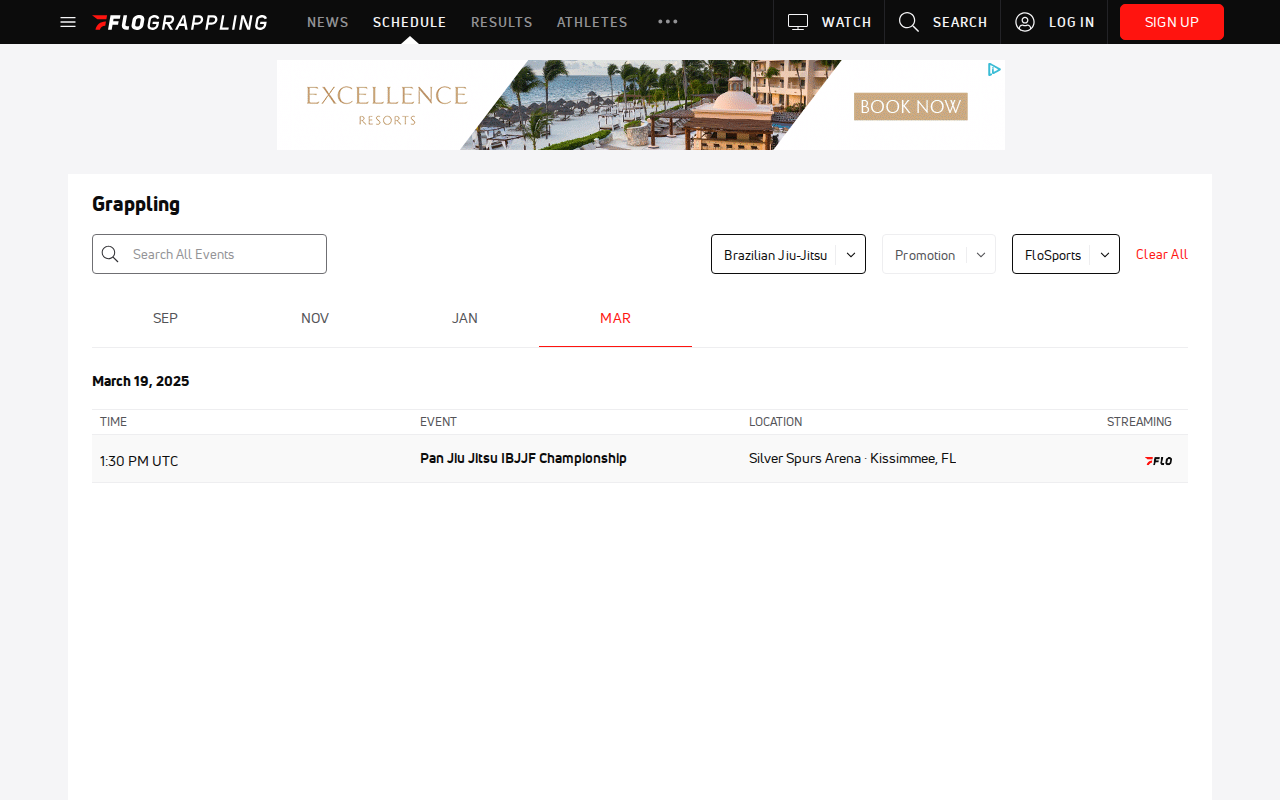 FLOGRAPPLING NEWS SCHEDULE RESULTS ATHLETES ••• WATCH SEARCH LOG IN SIGN UP
EXCELLENCE
RESORTS
BOOK NOW
Grappling
Search All Events Brazilian Jiu-Jitsu Promotion FloSports Clear All
SEP NOV JAN MAR
March 19, 2025
TIME EVENT LOCATION STREAMING
1:30 PM UTC Pan Jiu Jitsu IBJJF Championship Silver Spurs Arena · Kissimmee, FL FLO